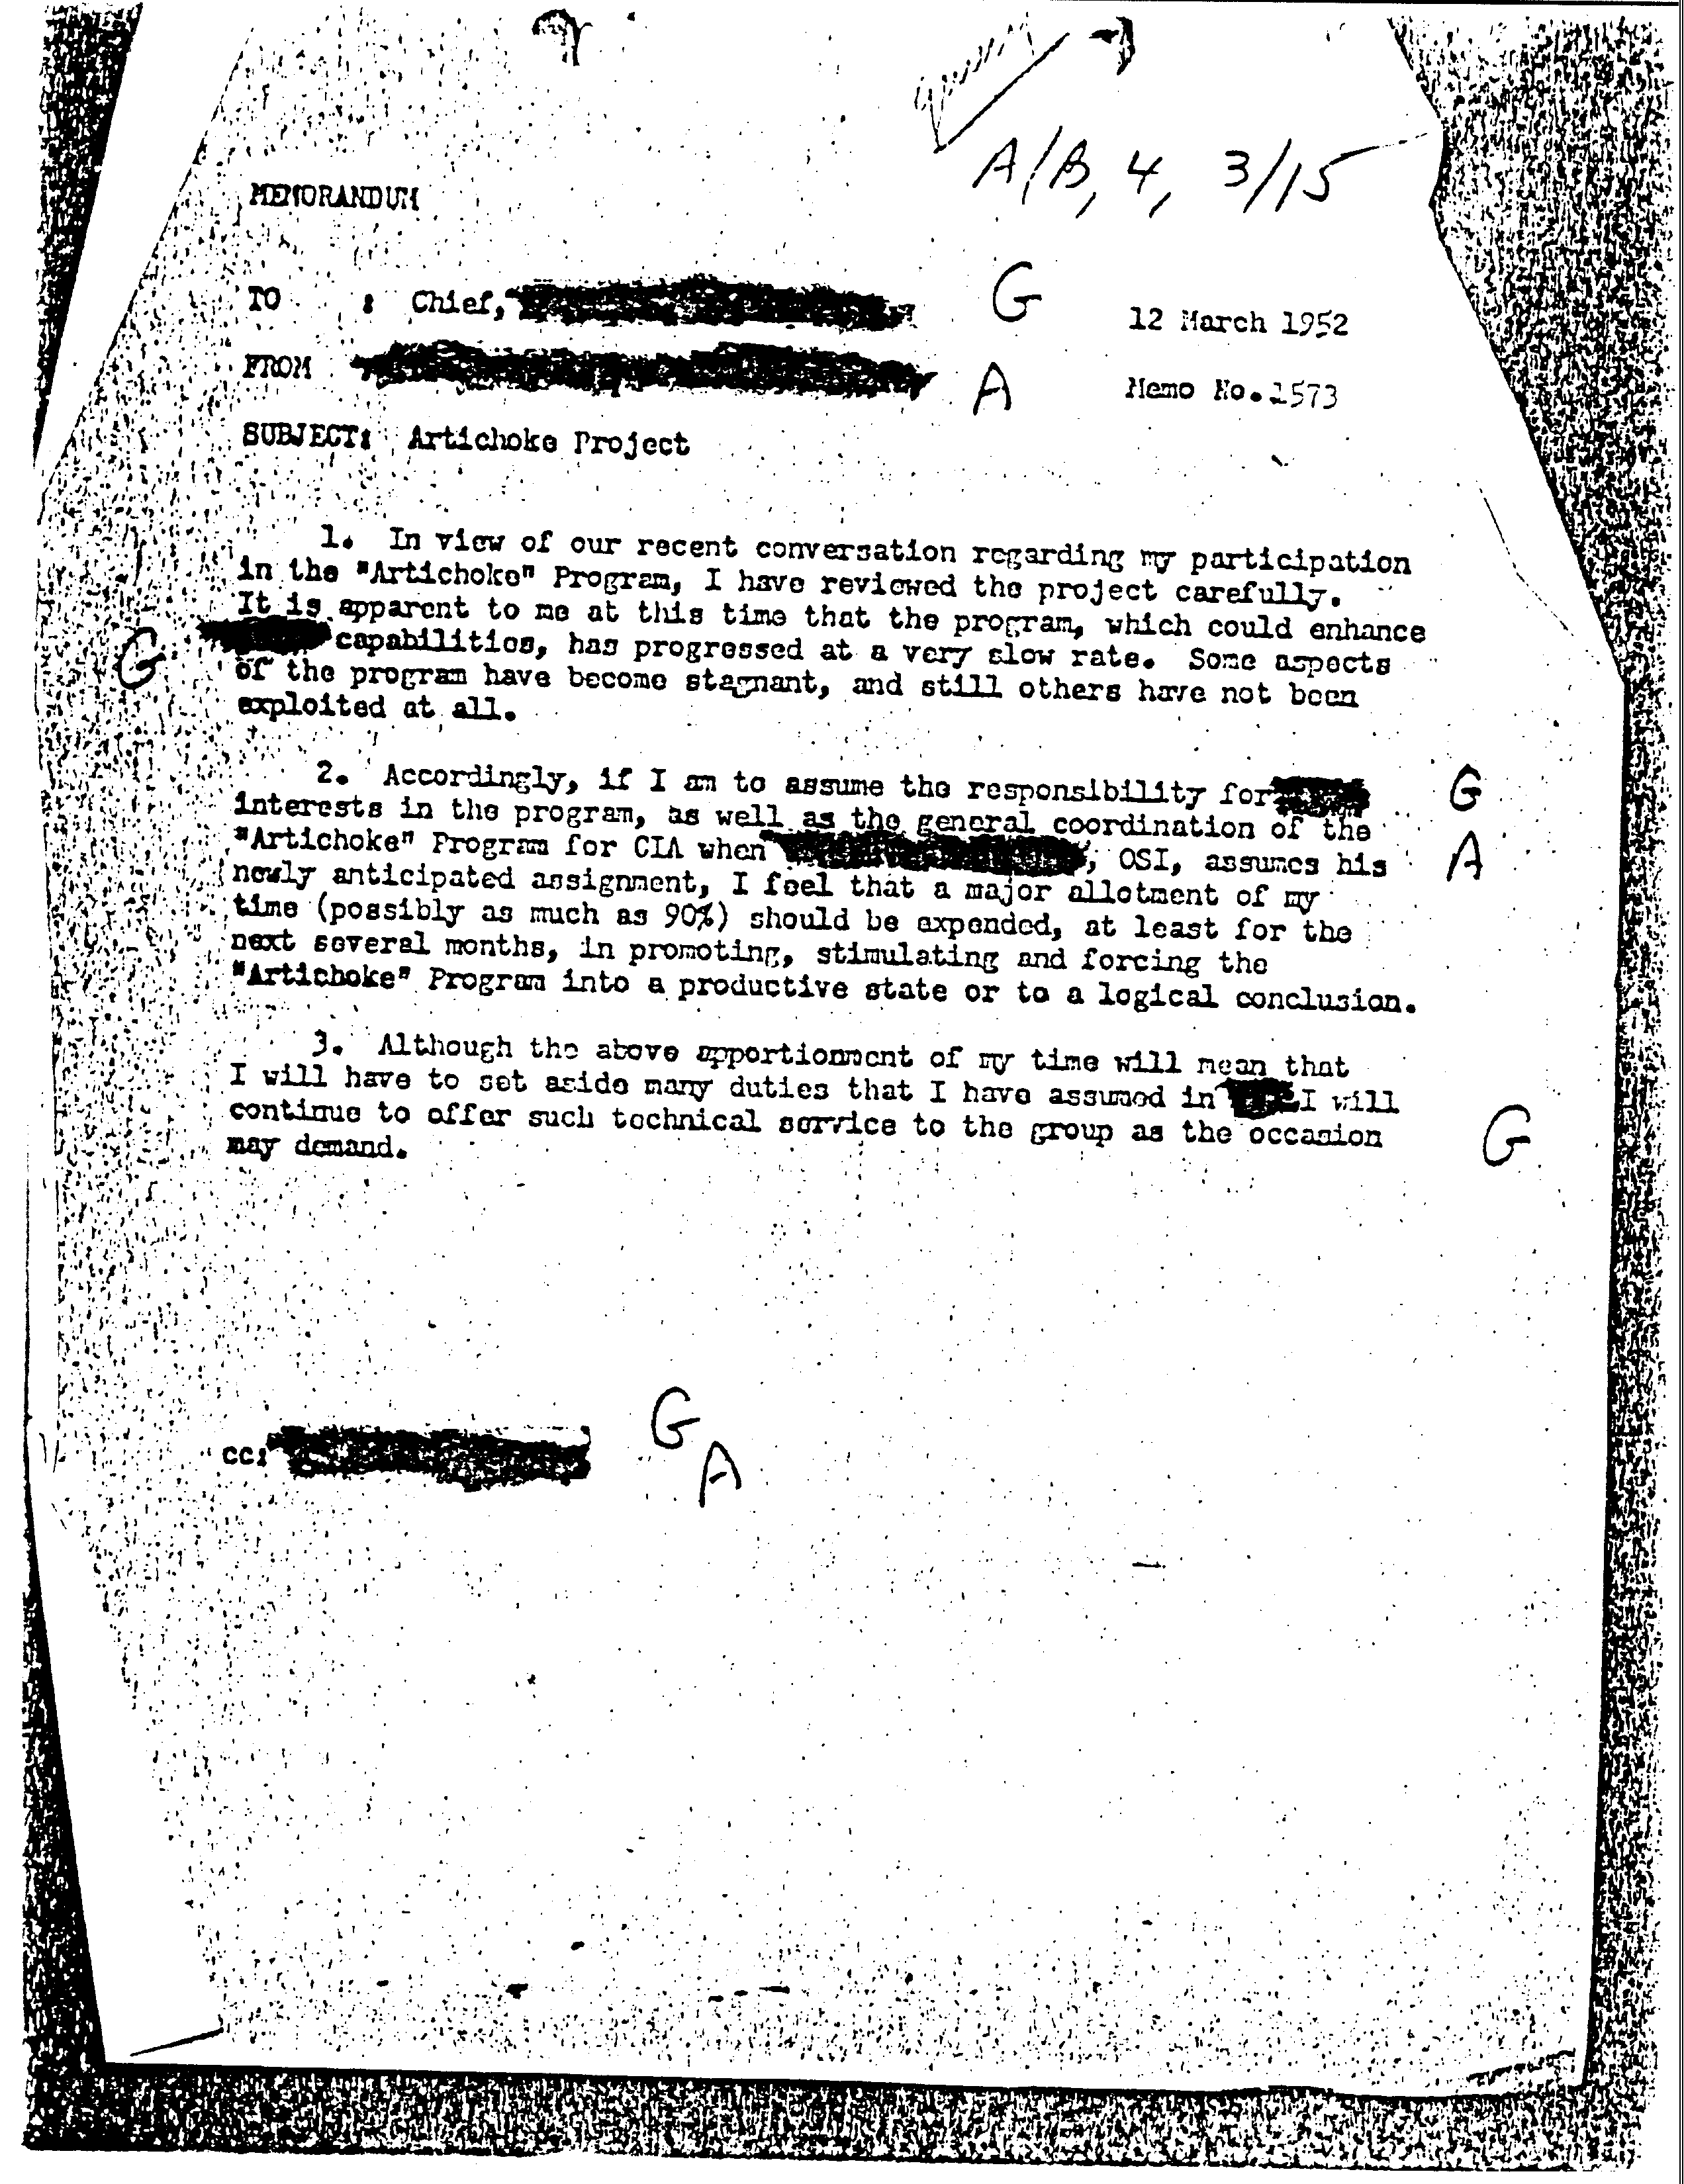 A/B, 4, 3/15
MEMORANDUM
TO : Chief, G
12 March 1952
FROM A
Memo No. 1573
SUBJECT: Artichoke Project
1. In view of our recent conversation regarding my participation
in the "Artichoke" Program, I have reviewed the project carefully.
It is apparent to me at this time that the program, which could enhance
G capabilities, has progressed at a very slow rate. Some aspects
of the program have become stagnant, and still others have not been
exploited at all.
2. Accordingly, if I am to assume the responsibility for G
interests in the program, as well as the general coordination of the
"Artichoke" Program for CIA when , OSI, assumes his A
newly anticipated assignment, I feel that a major allotment of my
time (possibly as much as 90%) should be expended, at least for the
next several months, in promoting, stimulating and forcing the
"Artichoke" Program into a productive state or to a logical conclusion.
3. Although the above apportionment of my time will mean that
I will have to set aside many duties that I have assumed in I will
continue to offer such technical service to the group as the occasion G
may demand.
cc: G
A